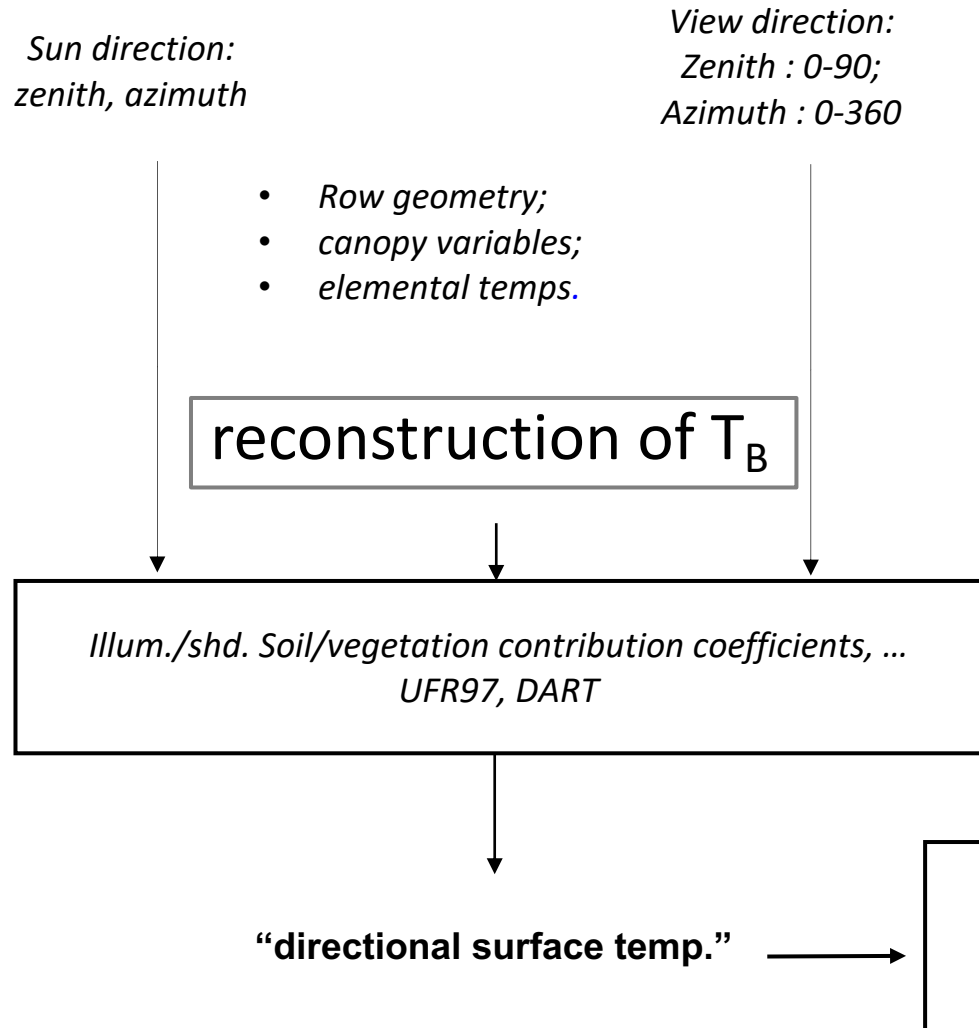 Sun direction:
zenith, azimuth
View direction:
Zenith : 0-90;
Azimuth : 0-360
• Row geometry;
• canopy variables;
• elemental temps.
reconstruction of T_B
Illum./shd. Soil/vegetation contribution coefficients, …
UFR97, DART
“directional surface temp.”